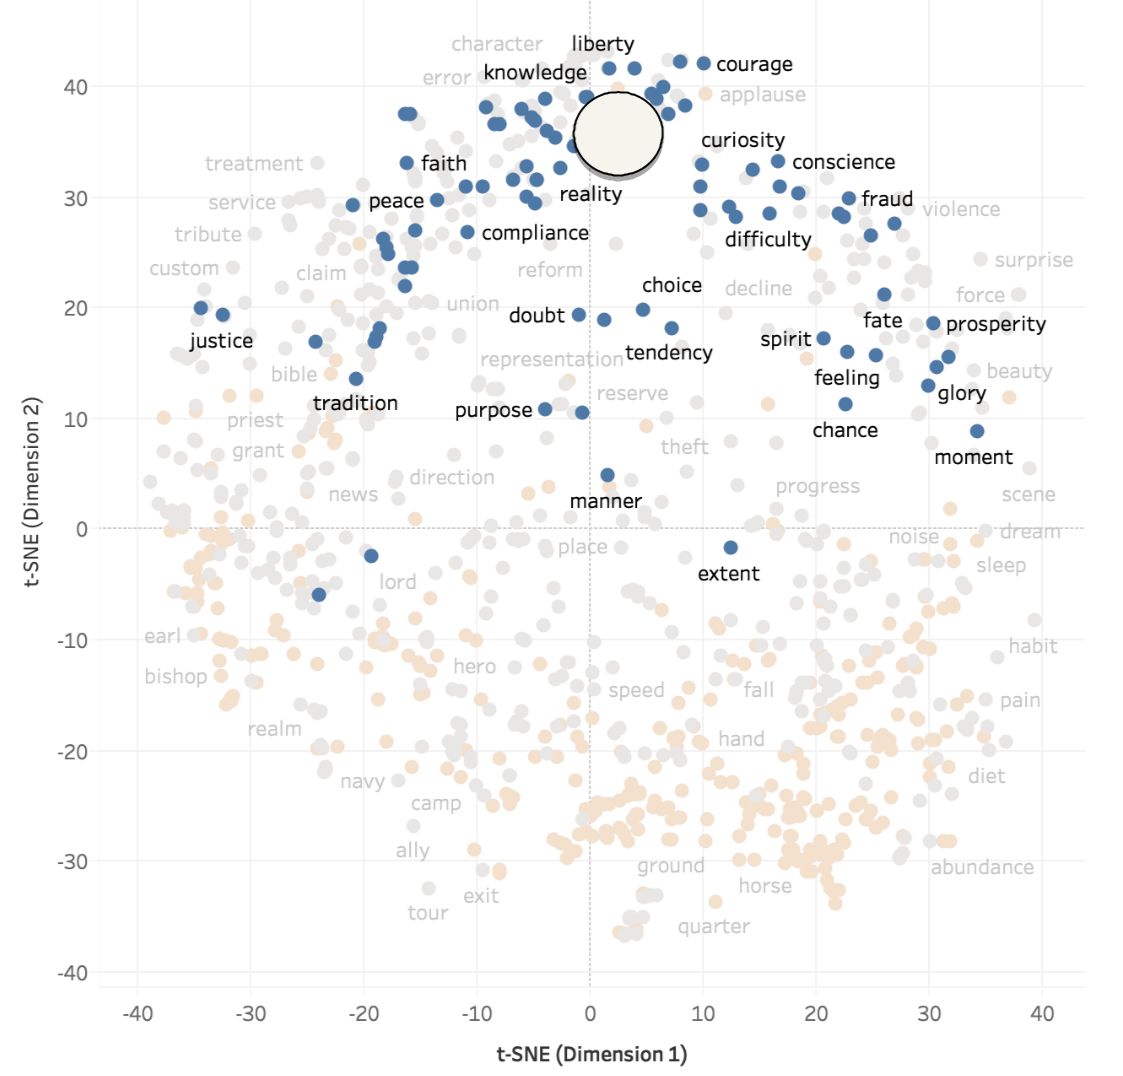 character liberty
error knowledge courage
applause
curiosity
treatment faith conscience
service peace reality fraud violence
tribute compliance difficulty
custom claim reform surprise
choice
union decline force
justice doubt fate prosperity
tendency spirit
bible representation feeling beauty
tradition reserve glory
priest purpose chance
grant theft moment
direction
news manner progress scene
place noise dream
lord extent sleep
earl habit
bishop hero
speed fall pain
realm hand
navy diet
camp
ally ground abundance
exit horse
tour quarter
40
30
20
10
0
-10
-20
-30
-40
t-SNE (Dimension 2)
-40 -30 -20 -10 0 10 20 30 40
t-SNE (Dimension 1)